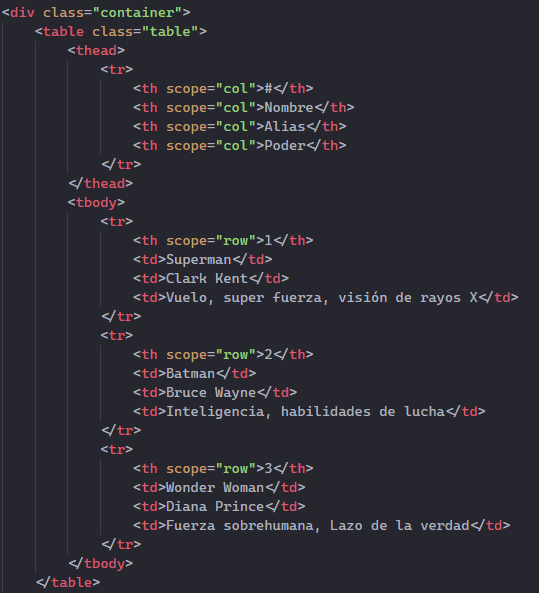 <div class="container">
    <table class="table">
        <thead>
            <tr>
                <th scope="col">#</th>
                <th scope="col">Nombre</th>
                <th scope="col">Alias</th>
                <th scope="col">Poder</th>
            </tr>
        </thead>
        <tbody>
            <tr>
                <th scope="row">1</th>
                <td>Superman</td>
                <td>Clark Kent</td>
                <td>Vuelo, super fuerza, visión de rayos X</td>
            </tr>
            <tr>
                <th scope="row">2</th>
                <td>Batman</td>
                <td>Bruce Wayne</td>
                <td>Inteligencia, habilidades de lucha</td>
            </tr>
            <tr>
                <th scope="row">3</th>
                <td>Wonder Woman</td>
                <td>Diana Prince</td>
                <td>Fuerza sobrehumana, Lazo de la verdad</td>
            </tr>
        </tbody>
    </table>